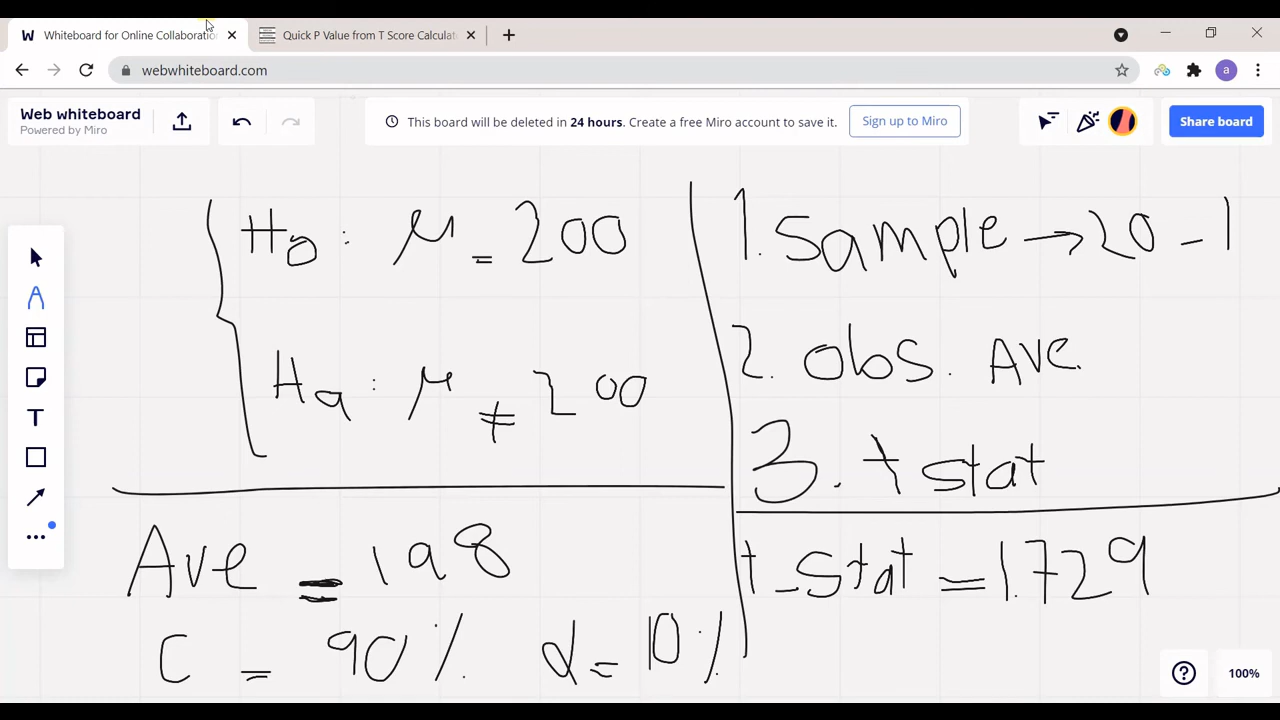 Whiteboard for Online Collaboratio
Quick P Value from T Score Calculat
webwhiteboard.com
a
Web whiteboard
Powered by Miro
This board will be deleted in 24 hours. Create a free Miro account to save it.
Sign up to Miro
Share board
H0 : μ = 200
Ha : μ ≠ 200
Ave = 198
C = 90% α = 10%
1. Sample → 20 - 1
2. obs. AVE.
3. t stat
t_stat = 1.729
T
100%